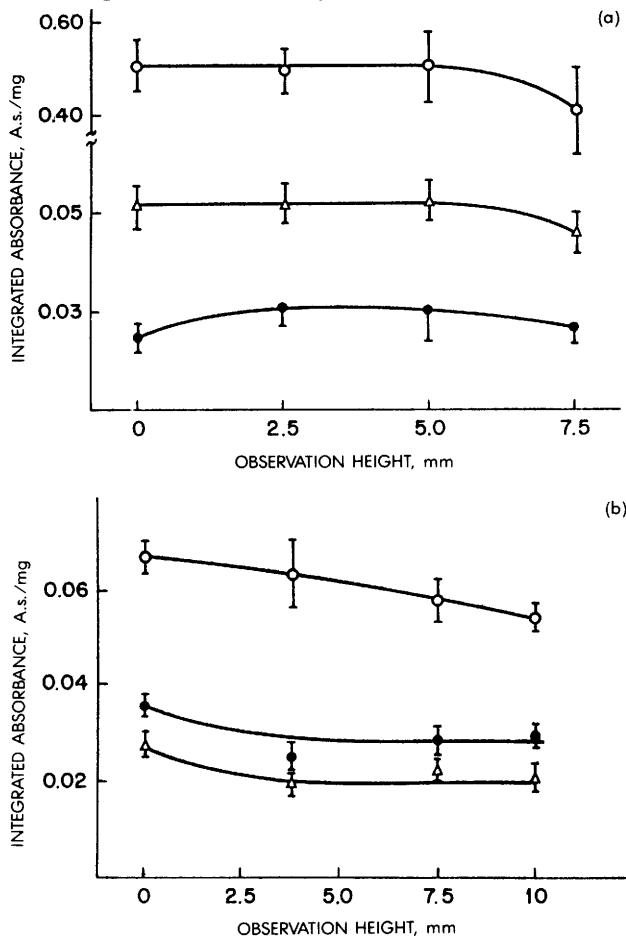 (a)
0.60
0.40
0.05
0.03
INTEGRATED ABSORBANCE, A.s./mg
0 2.5 5.0 7.5
OBSERVATION HEIGHT, mm
(b)
0.06
0.04
0.02
INTEGRATED ABSORBANCE, A.s./mg
0 2.5 5.0 7.5 10
OBSERVATION HEIGHT, mm